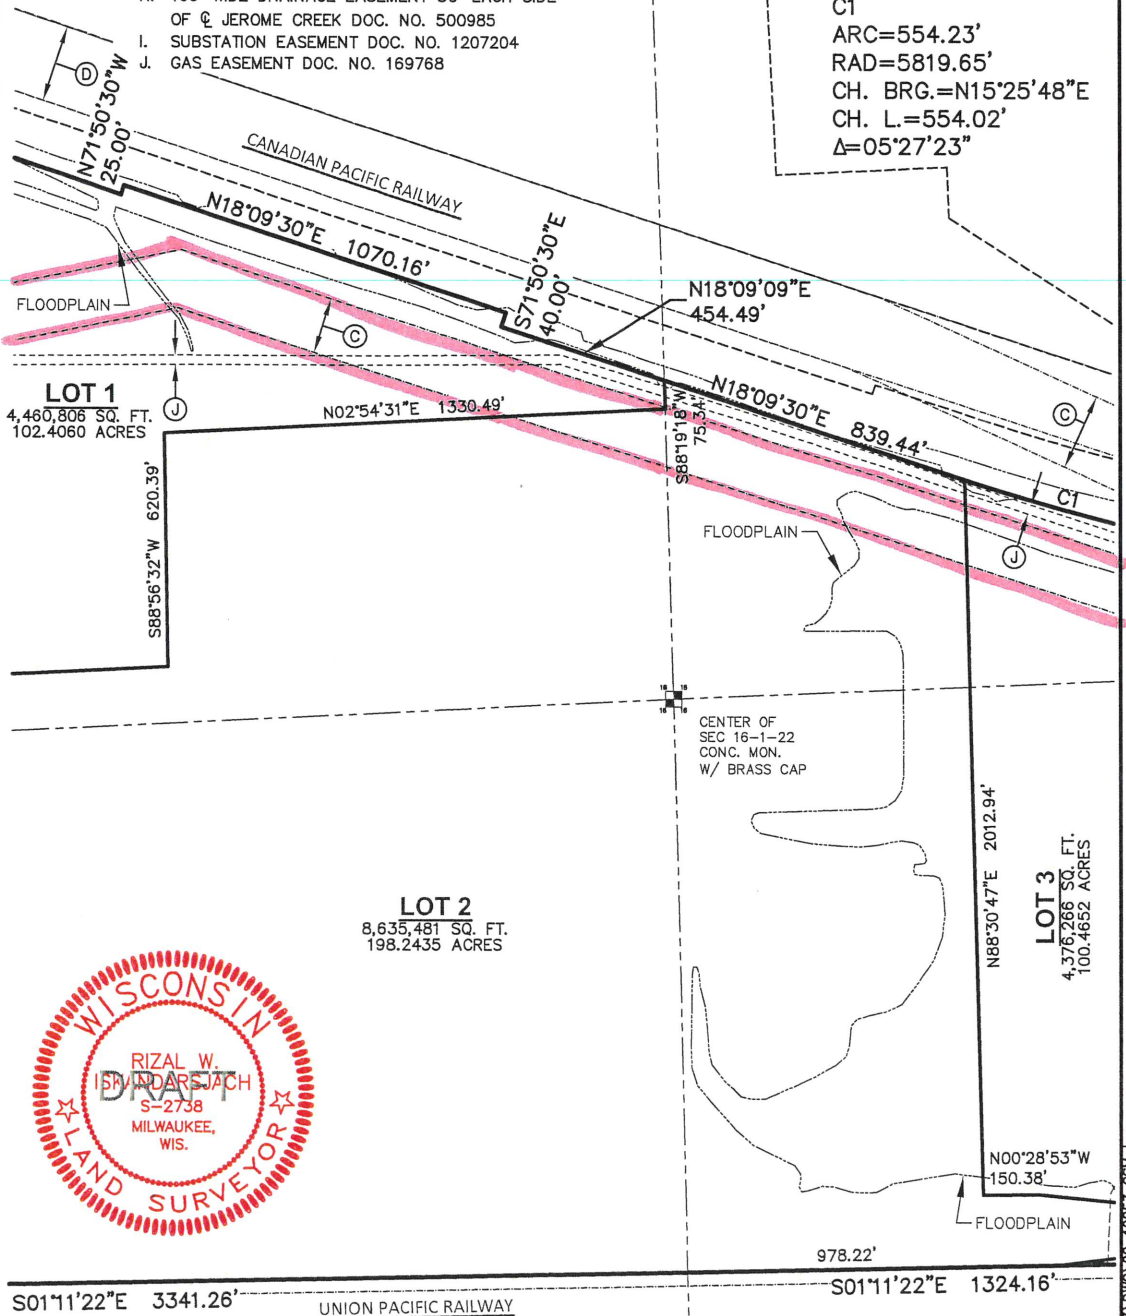 OF ℄ JEROME CREEK DOC. NO. 500985
I. SUBSTATION EASEMENT DOC. NO. 1207204
J. GAS EASEMENT DOC. NO. 169768
C1
ARC=554.23'
RAD=5819.65'
CH. BRG.=N15°25'48"E
CH. L.=554.02'
Δ=05°27'23"
D
N71°50'30"W
25.00'
CANADIAN PACIFIC RAILWAY
N18°09'30"E 1070.16'
S71°50'30"E
40.00'
N18°09'09"E
454.49'
FLOODPLAIN
C
J
LOT 1
4,460,806 SQ. FT.
102.4060 ACRES
N02°54'31"E 1330.49'
S88°19'18"W
75.34'
N18°09'30"E 839.44'
C
C1
J
S88°56'32"W 620.39'
FLOODPLAIN
16 16
16 16
CENTER OF
SEC 16-1-22
CONC. MON.
W/ BRASS CAP
N88°30'47"E 2012.94'
LOT 3
4,376,266 SQ. FT.
100.4652 ACRES
LOT 2
8,635,481 SQ. FT.
198.2435 ACRES
WISCONSIN
RIZAL W.
ISKANDARSJACH
DRAFT
S-2738
MILWAUKEE,
WIS.
LAND SURVEYOR
N00°28'53"W
150.38'
FLOODPLAIN
978.22'
S01°11'22"E 3341.26'
S01°11'22"E 1324.16'
UNION PACIFIC RAILWAY